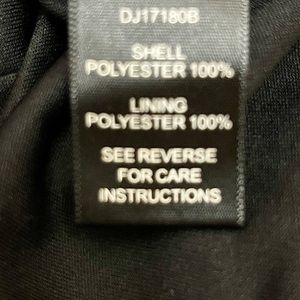 DJ17180B
SHELL
POLYESTER 100%
LINING
POLYESTER 100%
SEE REVERSE
FOR CARE
INSTRUCTIONS